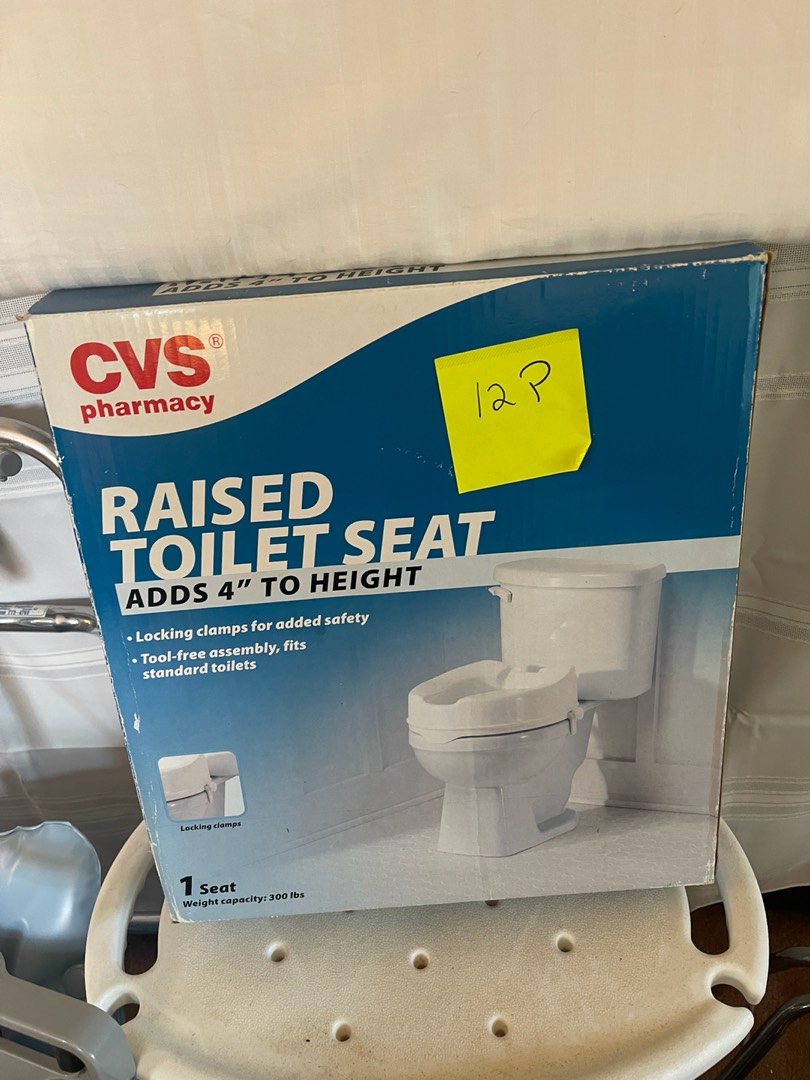 ADDS 4" TO HEIGHT
CVS®
pharmacy
12 P
RAISED
TOILET SEAT
ADDS 4" TO HEIGHT
• Locking clamps for added safety
• Tool-free assembly, fits
standard toilets
Locking clamps
1 Seat
Weight capacity: 300 lbs